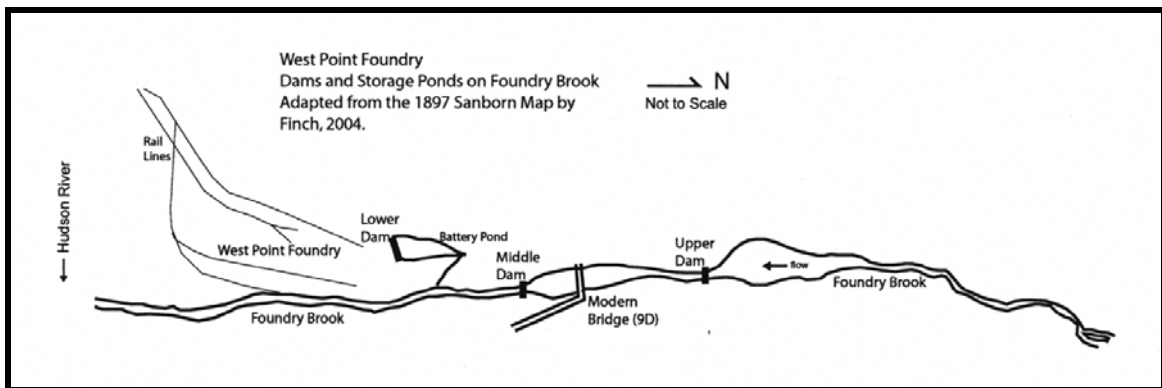 West Point Foundry
Dams and Storage Ponds on Foundry Brook
Adapted from the 1897 Sanborn Map by
Finch, 2004.
N
Not to Scale
Rail
Lines
Hudson River
West Point Foundry
Lower
Dam
Battery Pond
Middle
Dam
Upper
Dam
flow
Foundry Brook
Modern
Bridge (9D)
Foundry Brook